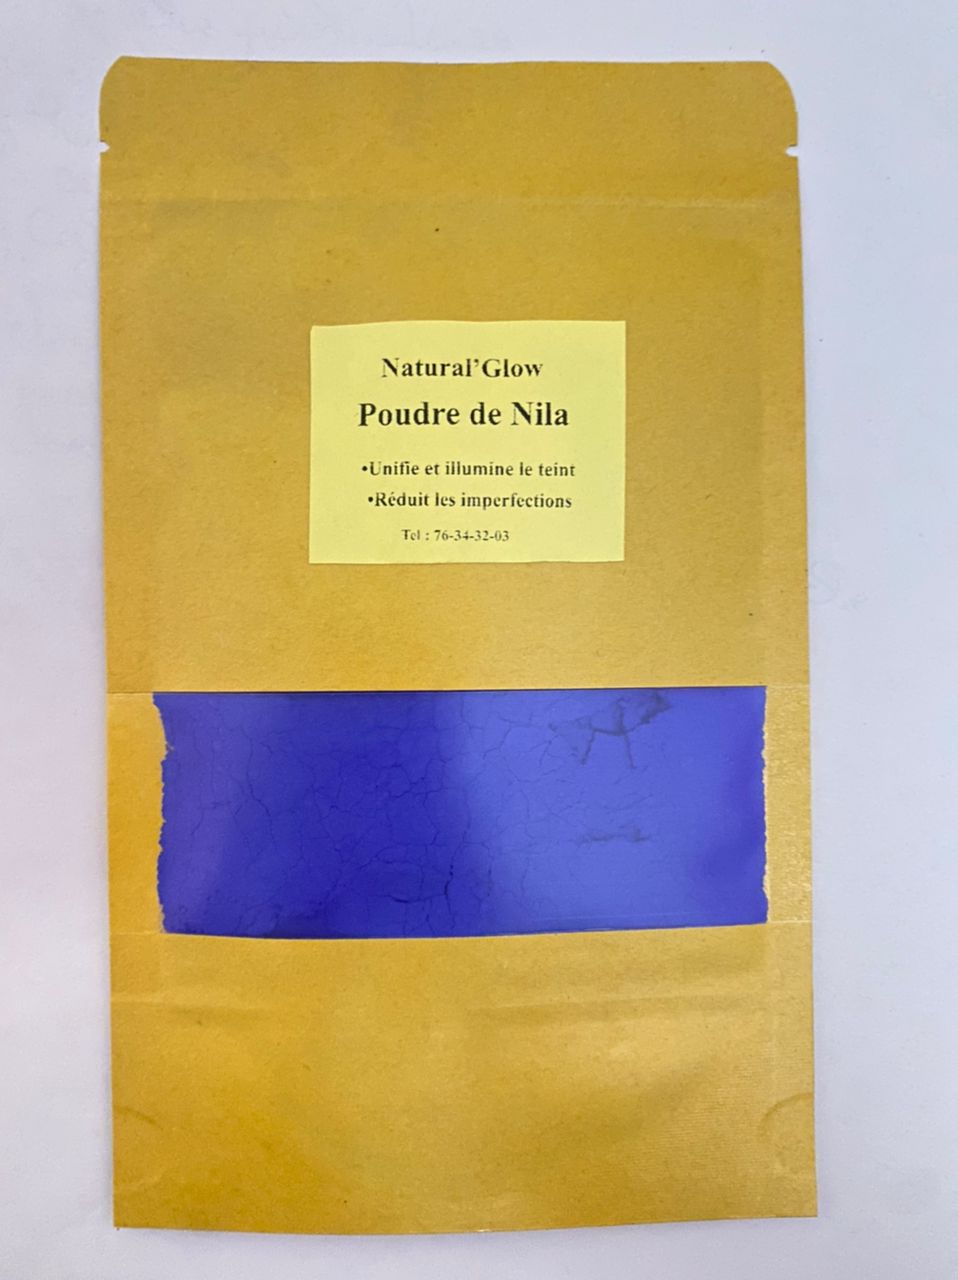 Natural'Glow
Poudre de Nila
•Unifie et illumine le teint
•Réduit les imperfections
Tel : 76-34-32-03